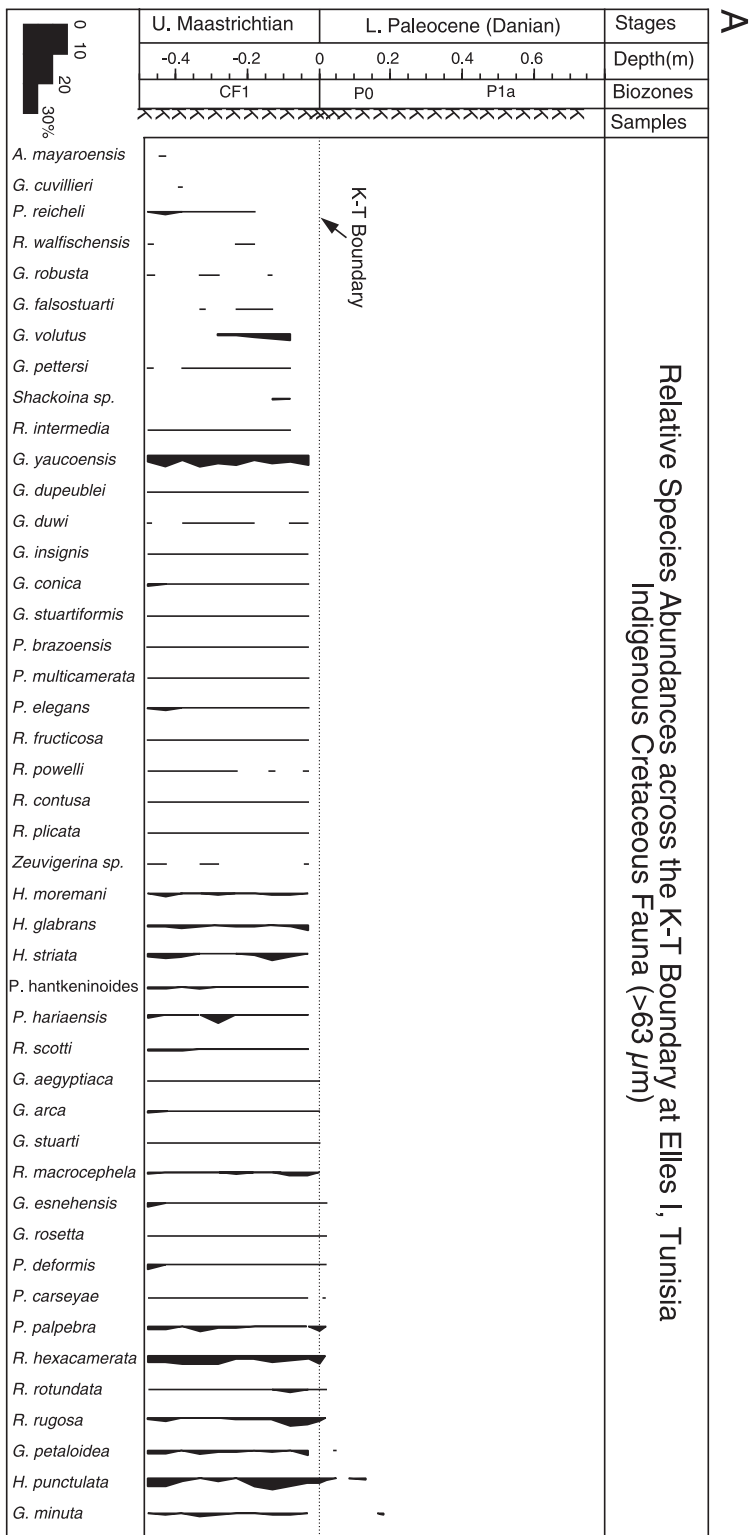 A
0
10
20
30%
U. Maastrichtian
L. Paleocene (Danian)
Stages
-0.4 -0.2 0 0.2 0.4 0.6
Depth(m)
CF1 P0 P1a
Biozones
Samples
K-T Boundary
Relative Species Abundances across the K-T Boundary at Elles I, Tunisia
Indigenous Cretaceous Fauna (>63 µm)
A. mayaroensis
G. cuvillieri
P. reicheli
R. walfischensis
G. robusta
G. falsostuarti
G. volutus
G. pettersi
Shackoina sp.
R. intermedia
G. yaucoensis
G. dupeublei
G. duwi
G. insignis
G. conica
G. stuartiformis
P. brazoensis
P. multicamerata
P. elegans
R. fructicosa
R. powelli
R. contusa
R. plicata
Zeuvigerina sp.
H. moremani
H. glabrans
H. striata
P. hantkeninoides
P. hariaensis
R. scotti
G. aegyptiaca
G. arca
G. stuarti
R. macrocephela
G. esnehensis
G. rosetta
P. deformis
P. carseyae
P. palpebra
R. hexacamerata
R. rotundata
R. rugosa
G. petaloidea
H. punctulata
G. minuta